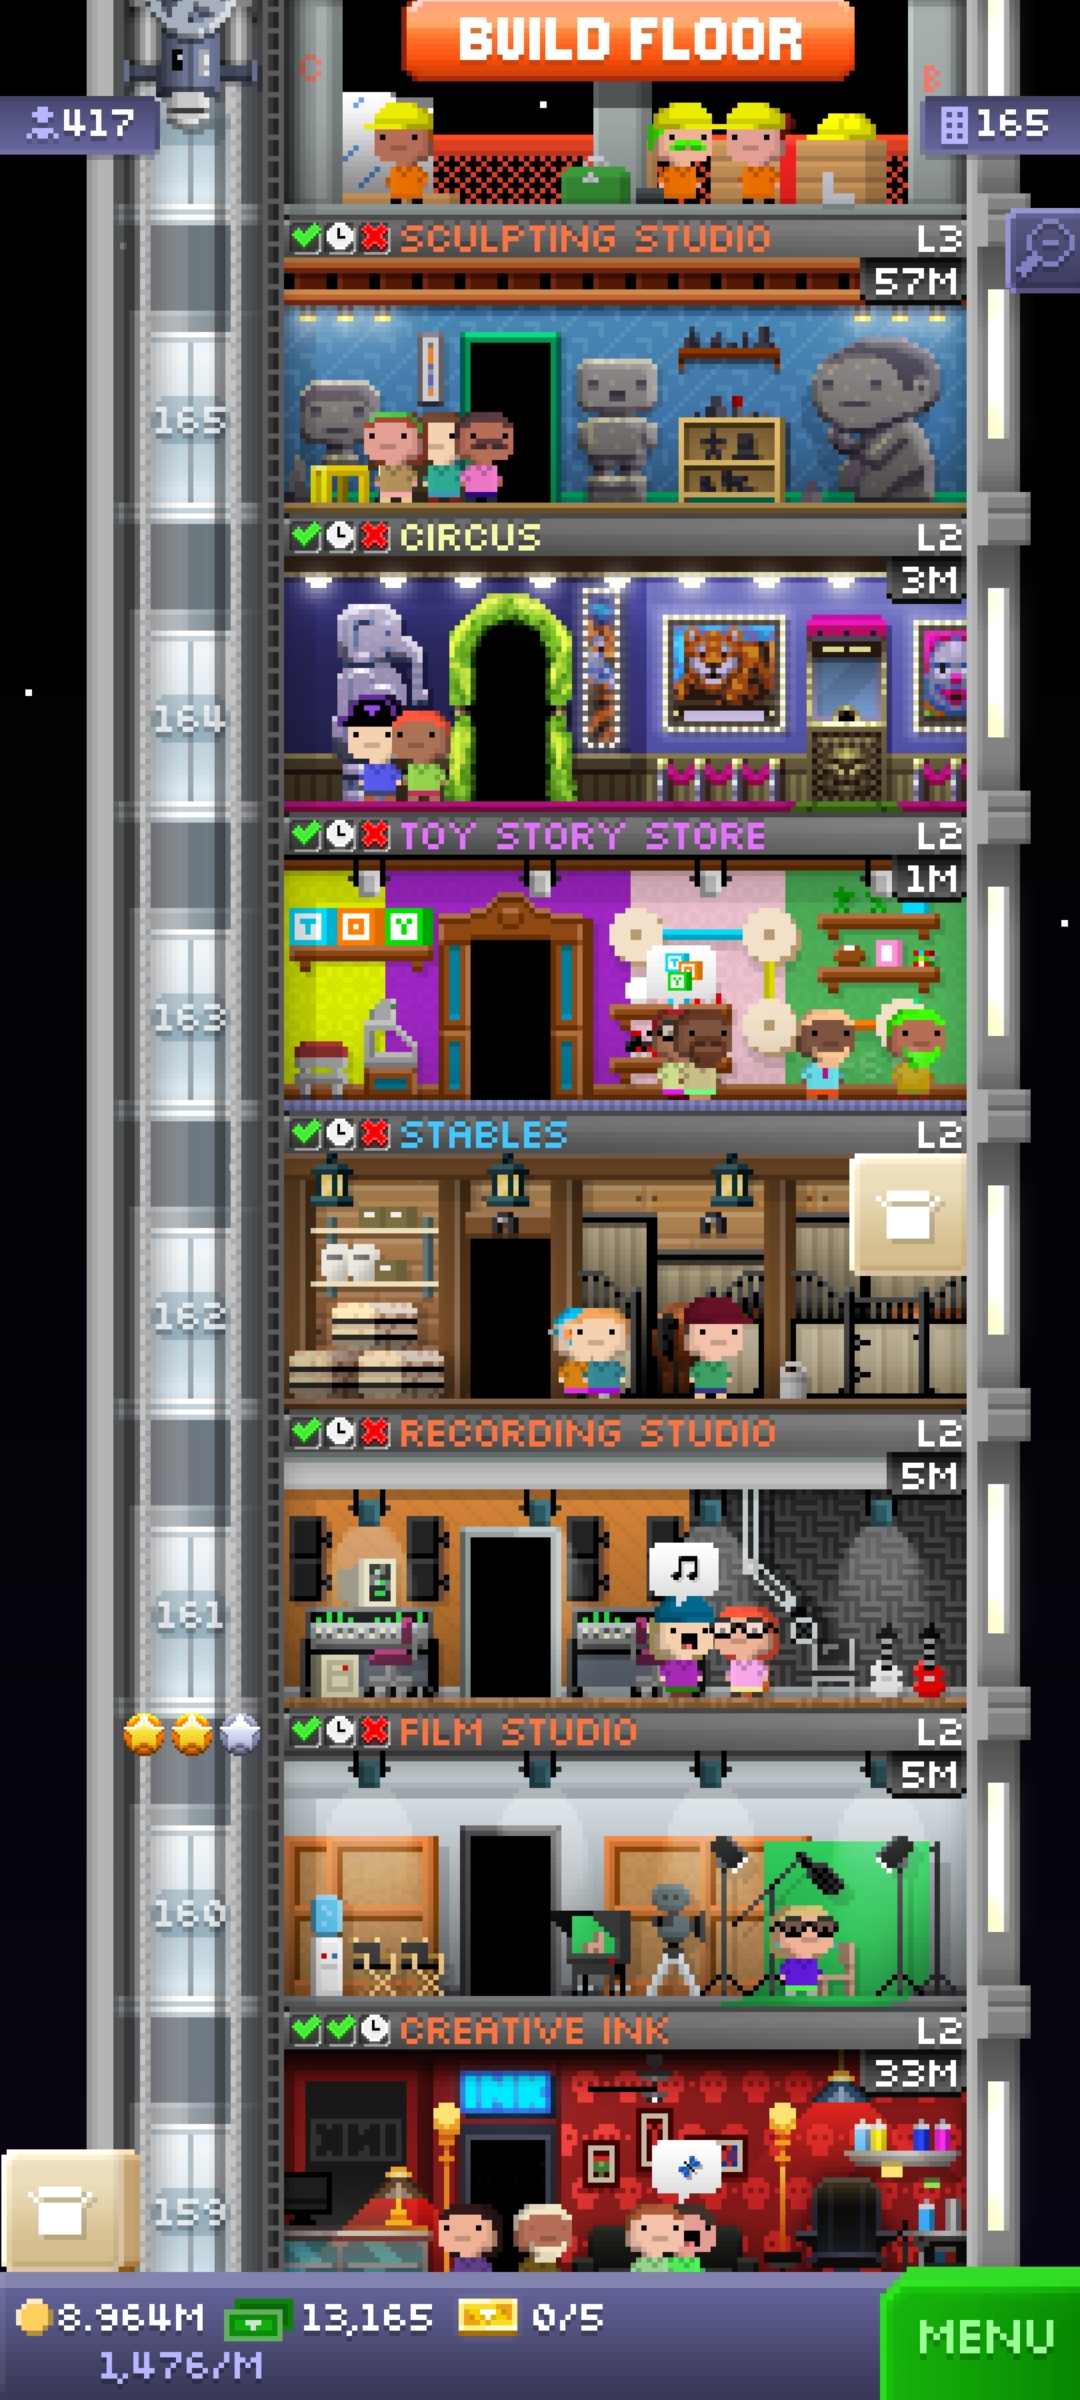 BUILD FLOOR
C
B
417
165
SCULPTING STUDIO L3
57M
165
CIRCUS L2
3M
164
TOY STORY STORE L2
1M
TOY
163
STABLES L2
162
RECORDING STUDIO L2
5M
161
FILM STUDIO L2
5M
160
CREATIVE INK L2
33M
INK
159
8.964M 13,165 0/5
1,476/M
MENU